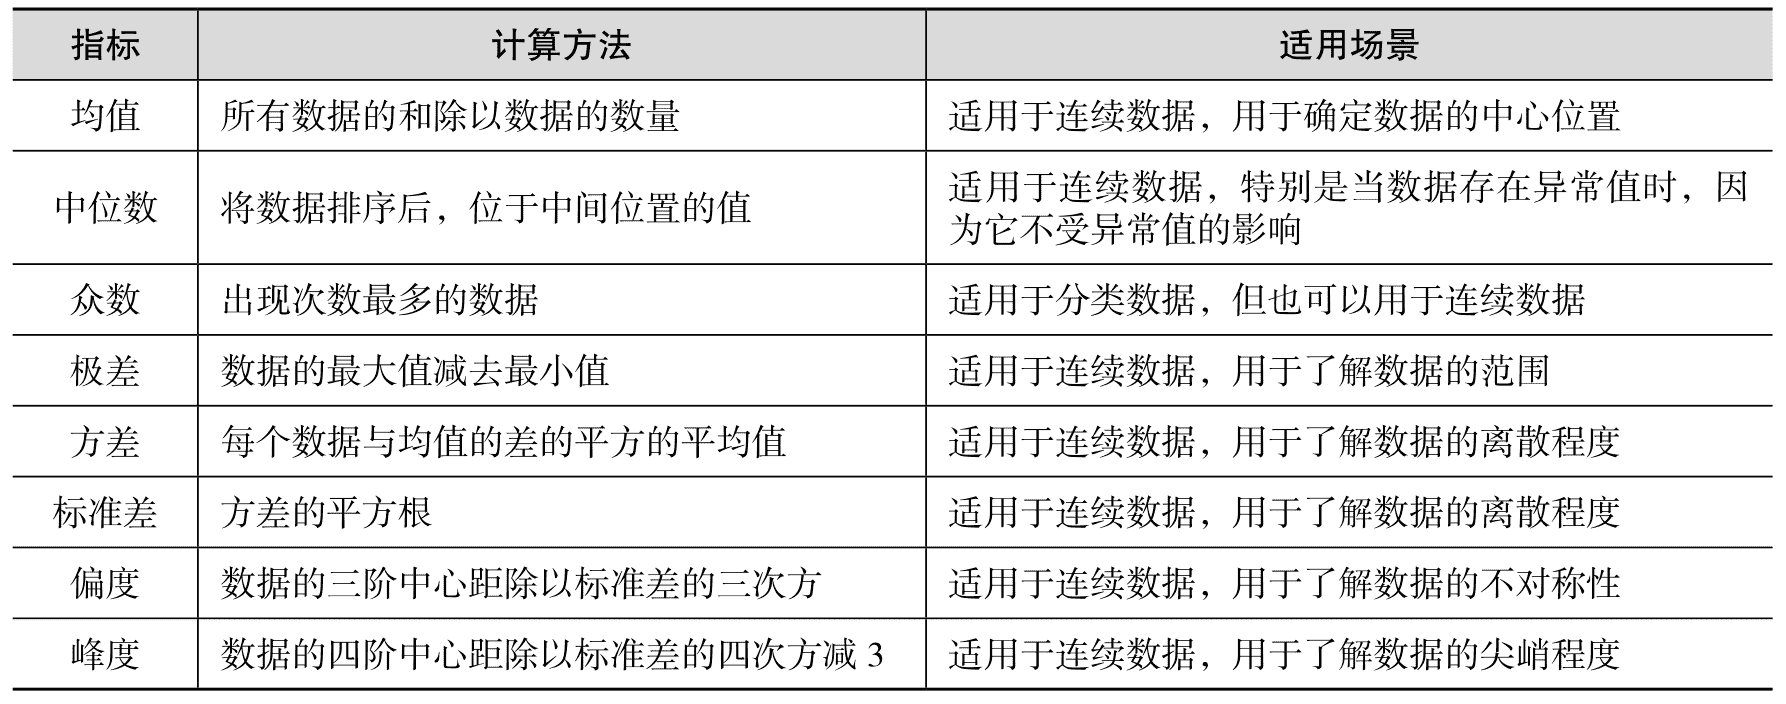 指标 计算方法 适用场景
均值 所有数据的和除以数据的数量 适用于连续数据，用于确定数据的中心位置
中位数 将数据排序后，位于中间位置的值 适用于连续数据，特别是当数据存在异常值时，因
为它不受异常值的影响
众数 出现次数最多的数据 适用于分类数据，但也可以用于连续数据
极差 数据的最大值减去最小值 适用于连续数据，用于了解数据的范围
方差 每个数据与均值的差的平方的平均值 适用于连续数据，用于了解数据的离散程度
标准差 方差的平方根 适用于连续数据，用于了解数据的离散程度
偏度 数据的三阶中心距除以标准差的三次方 适用于连续数据，用于了解数据的不对称性
峰度 数据的四阶中心距除以标准差的四次方减 3 适用于连续数据，用于了解数据的尖峭程度